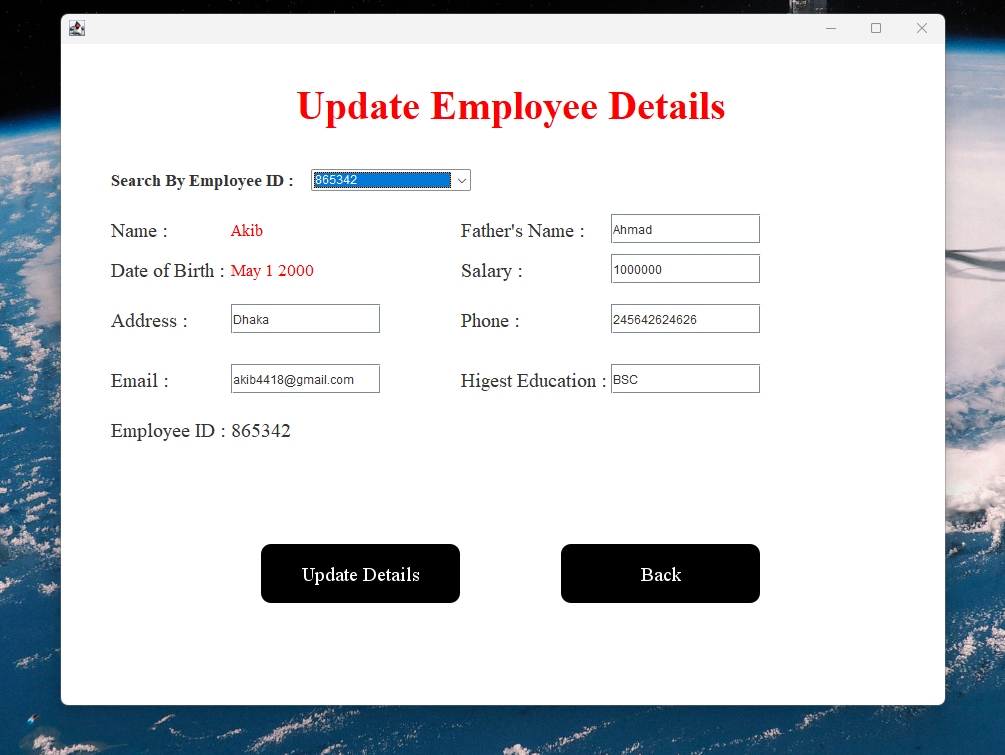 Update Employee Details
Search By Employee ID : 865342
Name : Akib Father's Name : Ahmad
Date of Birth : May 1 2000 Salary : 1000000
Address : Dhaka Phone : 245642624626
Email : akib4418@gmail.com Higest Education : BSC
Employee ID : 865342
Update Details Back